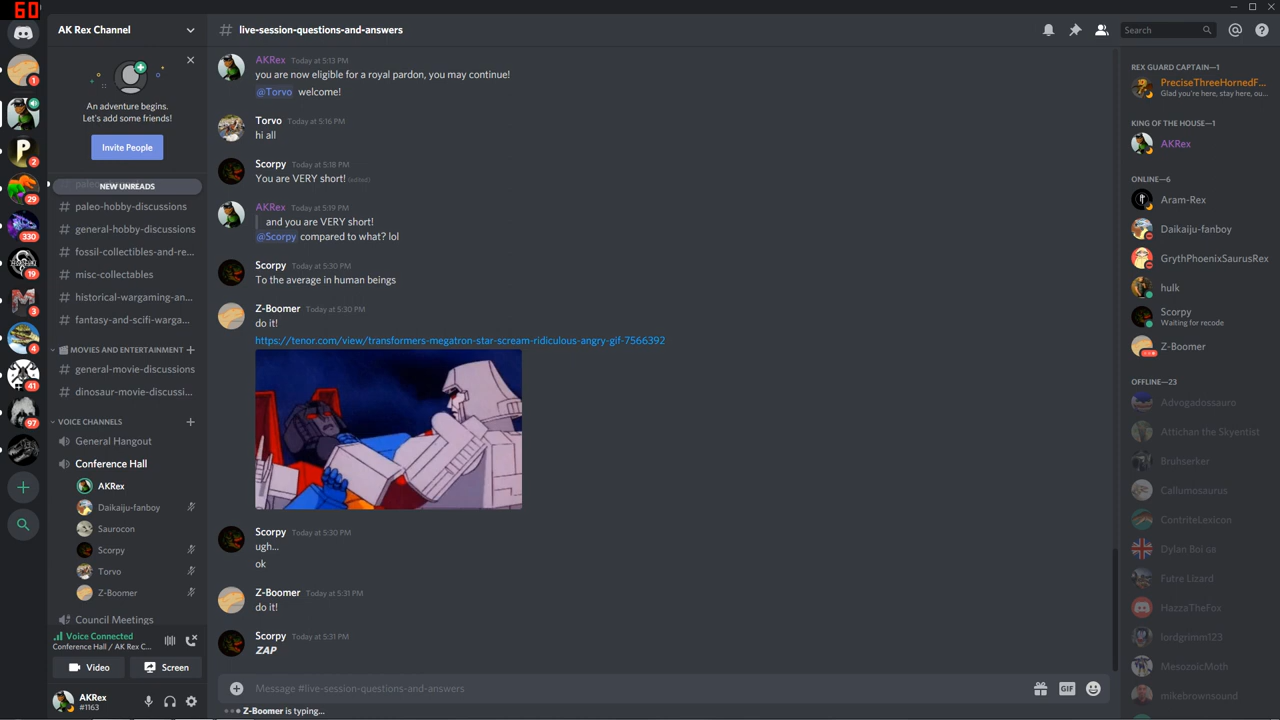 60
AK Rex Channel
An adventure begins.
Let's add some friends!
Invite People
NEW UNREADS
paleo-hobby-discussions
general-hobby-discussions
fossil-collectibles-and-re...
misc-collectables
historical-wargaming-an...
fantasy-and-scifi-warga...
MOVIES AND ENTERTAINMENT
general-movie-discussions
dinosaur-movie-discussi...
VOICE CHANNELS
General Hangout
Conference Hall
AKRex
Daikaiju-fanboy
Saurocon
Scorpy
Torvo
Z-Boomer
Council Meetings
Voice Connected
Conference Hall / AK Rex C...
Video
Screen
AKRex
#1163
1
2
29
330
19
3
4
41
97
# live-session-questions-and-answers
Search
AKRex Today at 5:13 PM
you are now eligible for a royal pardon, you may continue!
@Torvo welcome!
Torvo Today at 5:16 PM
hi all
Scorpy Today at 5:18 PM
You are VERY short! (edited)
AKRex Today at 5:19 PM
and you are VERY short!
@Scorpy compared to what? lol
Scorpy Today at 5:30 PM
To the average in human beings
Z-Boomer Today at 5:30 PM
do it!
https://tenor.com/view/transformers-megatron-star-scream-ridiculous-angry-gif-7566392
Scorpy Today at 5:30 PM
ugh...
ok
Z-Boomer Today at 5:31 PM
do it!
Scorpy Today at 5:31 PM
ZAP
Message #live-session-questions-and-answers
GIF
Z-Boomer is typing...
REX GUARD CAPTAIN—1
PreciseThreeHornedF...
Glad you're here, stay here, ou...
KING OF THE HOUSE—1
AKRex
ONLINE—6
Aram-Rex
Daikaiju-fanboy
GrythPhoenixSaurusRex
hulk
Scorpy
Waiting for recode
Z-Boomer
OFFLINE—23
Advogadossauro
Attichan the Skyentist
Bruhserker
Callumosaurus
ContriteLexicon
Dylan Boi GB
Futre Lizard
HazzaTheFox
lordgrimm123
MesozoicMoth
mikebrownsound